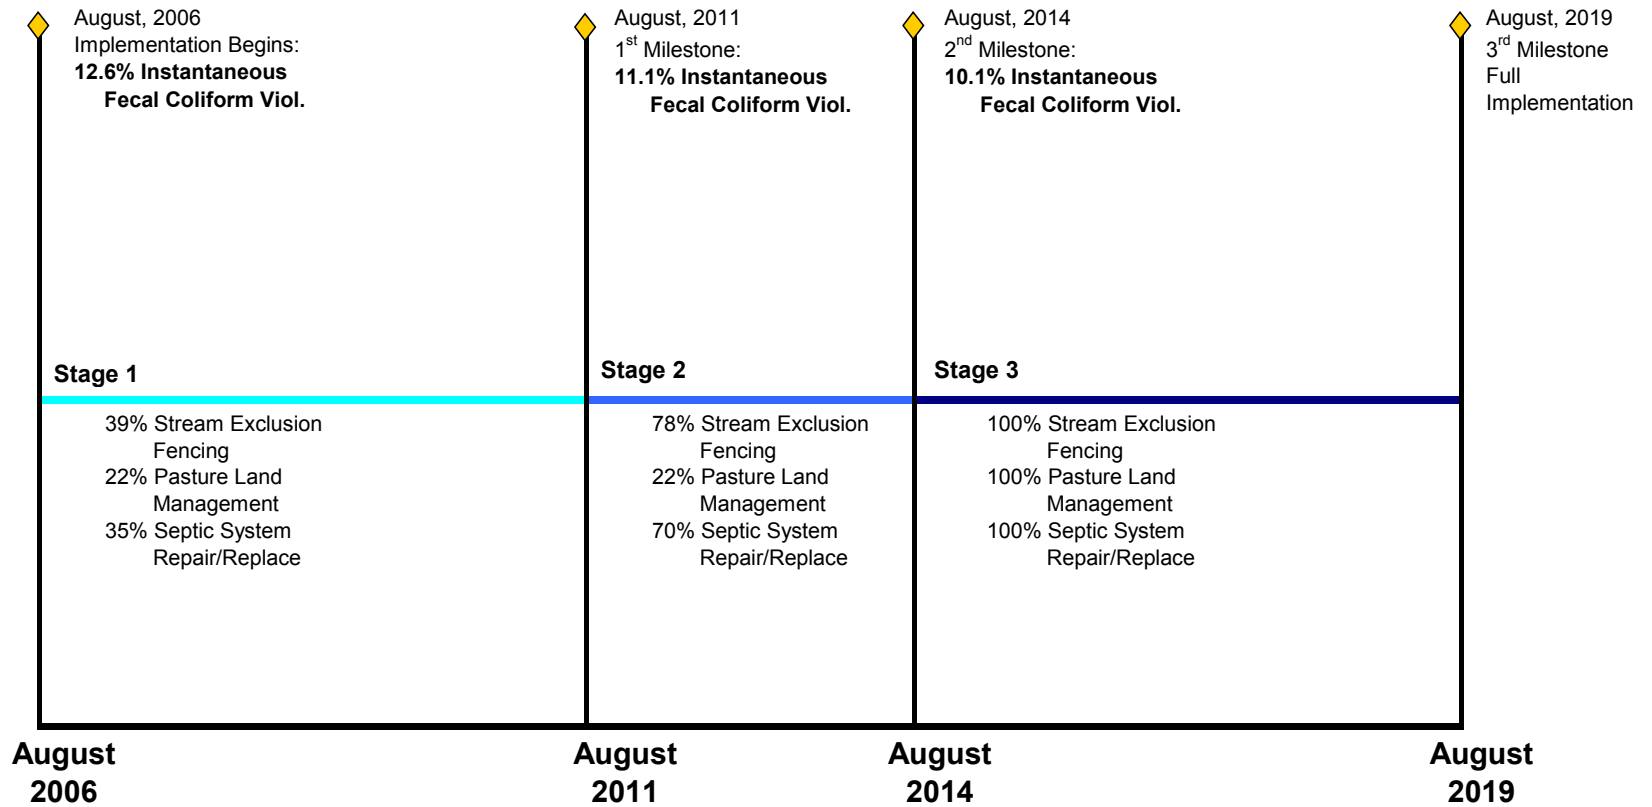 August, 2006
Implementation Begins:
12.6% Instantaneous
Fecal Coliform Viol.
August, 2011
1st Milestone:
11.1% Instantaneous
Fecal Coliform Viol.
August, 2014
2nd Milestone:
10.1% Instantaneous
Fecal Coliform Viol.
August, 2019
3rd Milestone
Full
Implementation
Stage 1
39% Stream Exclusion
Fencing
22% Pasture Land
Management
35% Septic System
Repair/Replace
Stage 2
78% Stream Exclusion
Fencing
22% Pasture Land
Management
70% Septic System
Repair/Replace
Stage 3
100% Stream Exclusion
Fencing
100% Pasture Land
Management
100% Septic System
Repair/Replace
August
2006
August
2011
August
2014
August
2019